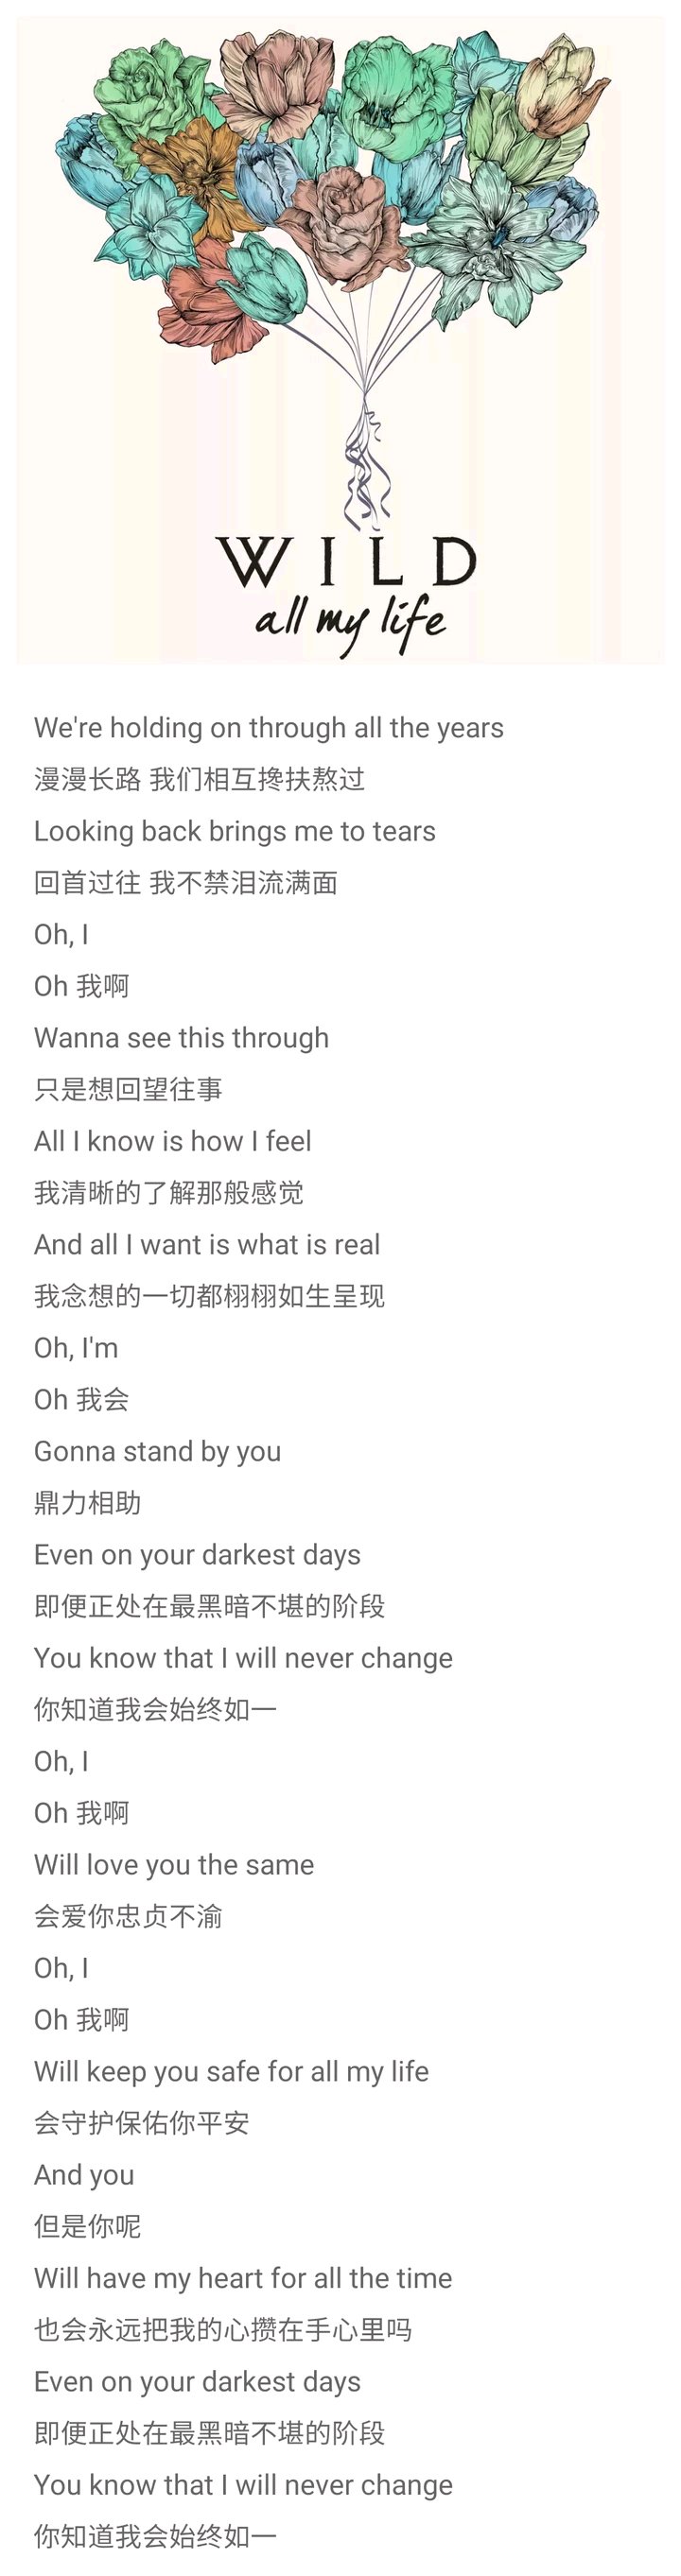 WILD
all my life
We're holding on through all the years
漫漫长路 我们相互搀扶熬过
Looking back brings me to tears
回首过往 我不禁泪流满面
Oh, I
Oh 我啊
Wanna see this through
只是想回望往事
All I know is how I feel
我清晰的了解那般感觉
And all I want is what is real
我念想的一切都栩栩如生呈现
Oh, I'm
Oh 我会
Gonna stand by you
鼎力相助
Even on your darkest days
即便正处在最黑暗不堪的阶段
You know that I will never change
你知道我会始终如一
Oh, I
Oh 我啊
Will love you the same
会爱你忠贞不渝
Oh, I
Oh 我啊
Will keep you safe for all my life
会守护保佑你平安
And you
但是你呢
Will have my heart for all the time
也会永远把我的心攒在手心里吗
Even on your darkest days
即便正处在最黑暗不堪的阶段
You know that I will never change
你知道我会始终如一